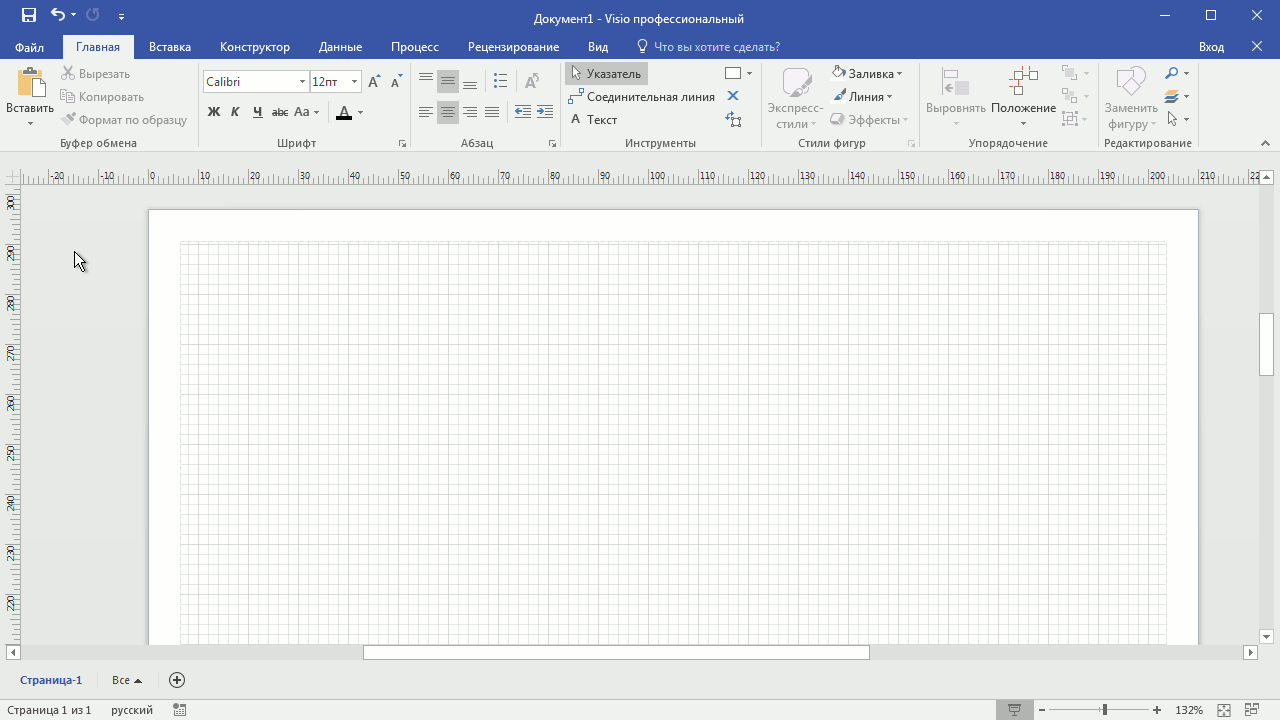 Документ1 - Visio профессиональный
Файл Главная Вставка Конструктор Данные Процесс Рецензирование Вид Что вы хотите сделать? Вход
Вставить
Вырезать
Копировать
Формат по образцу
Буфер обмена
Calibri 12пт
Ж К Ч abc Aa A
Шрифт
Абзац
Указатель
Соединительная линия
Текст
Инструменты
Экспресс-
стили
Заливка
Линия
Эффекты
Стили фигур
Выровнять Положение
Упорядочение
Заменить
фигуру
Редактирование
-20 -10 0 10 20 30 40 50 60 70 80 90 100 110 120 130 140 150 160 170 180 190 200 210 22
300
290
280
270
260
250
240
230
220
Страница-1 Все
Страница 1 из 1 русский 132%